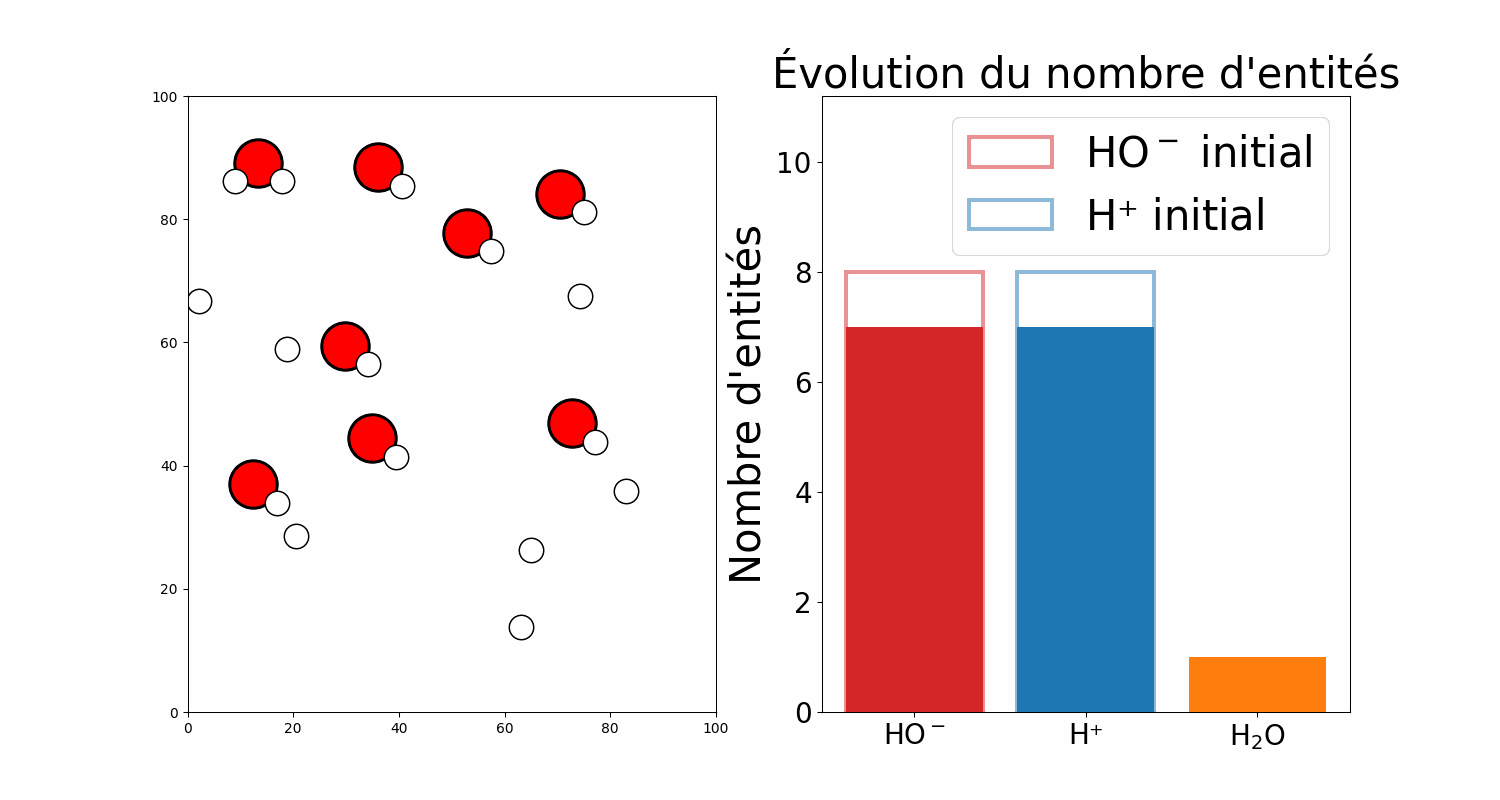 Évolution du nombre d'entités
100
80
60
40
20
0
0 20 40 60 80 100
Nombre d'entités
10
8
6
4
2
0
HO⁻ initial
H⁺ initial
HO⁻ H⁺ H₂O